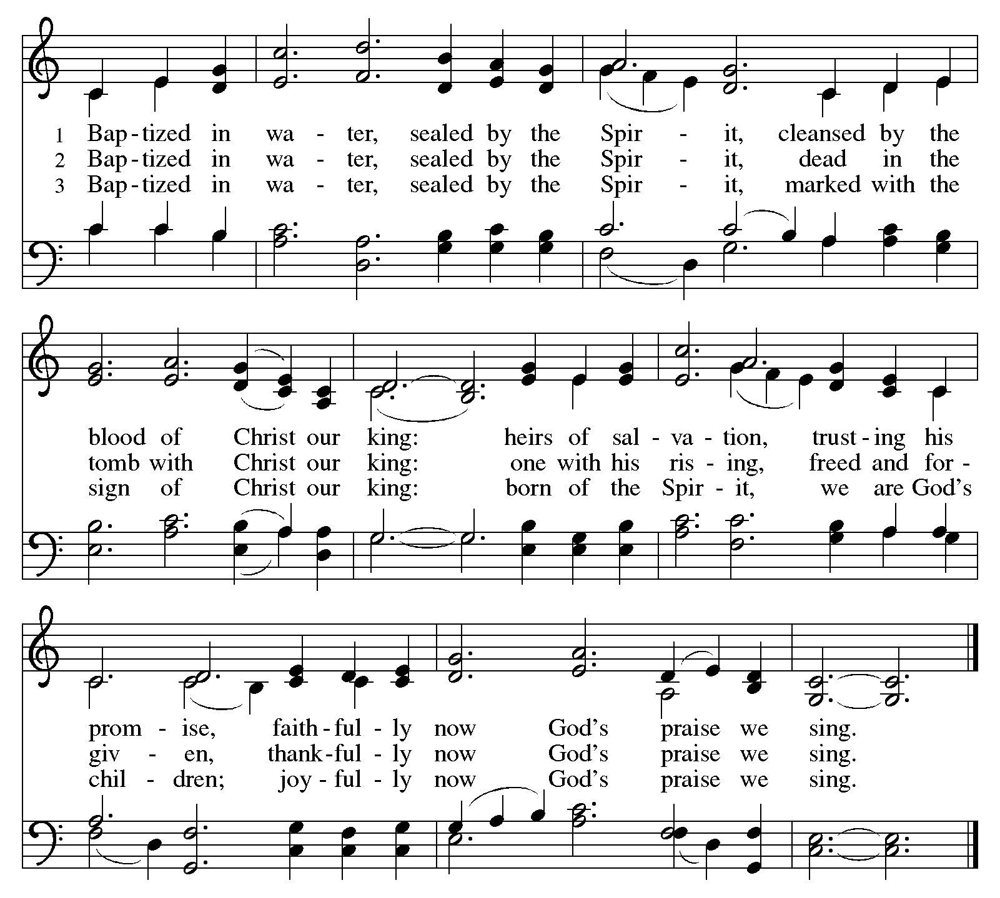 1 Bap - tized in wa - ter, sealed by the Spir - it, cleansed by the
2 Bap - tized in wa - ter, sealed by the Spir - it, dead in the
3 Bap - tized in wa - ter, sealed by the Spir - it, marked with the
blood of Christ our king: heirs of sal - va - tion, trust - ing his
tomb with Christ our king: one with his ris - ing, freed and for -
sign of Christ our king: born of the Spir - it, we are God's
prom - ise, faith - ful - ly now God's praise we sing.
giv - en, thank - ful - ly now God's praise we sing.
chil - dren; joy - ful - ly now God's praise we sing.